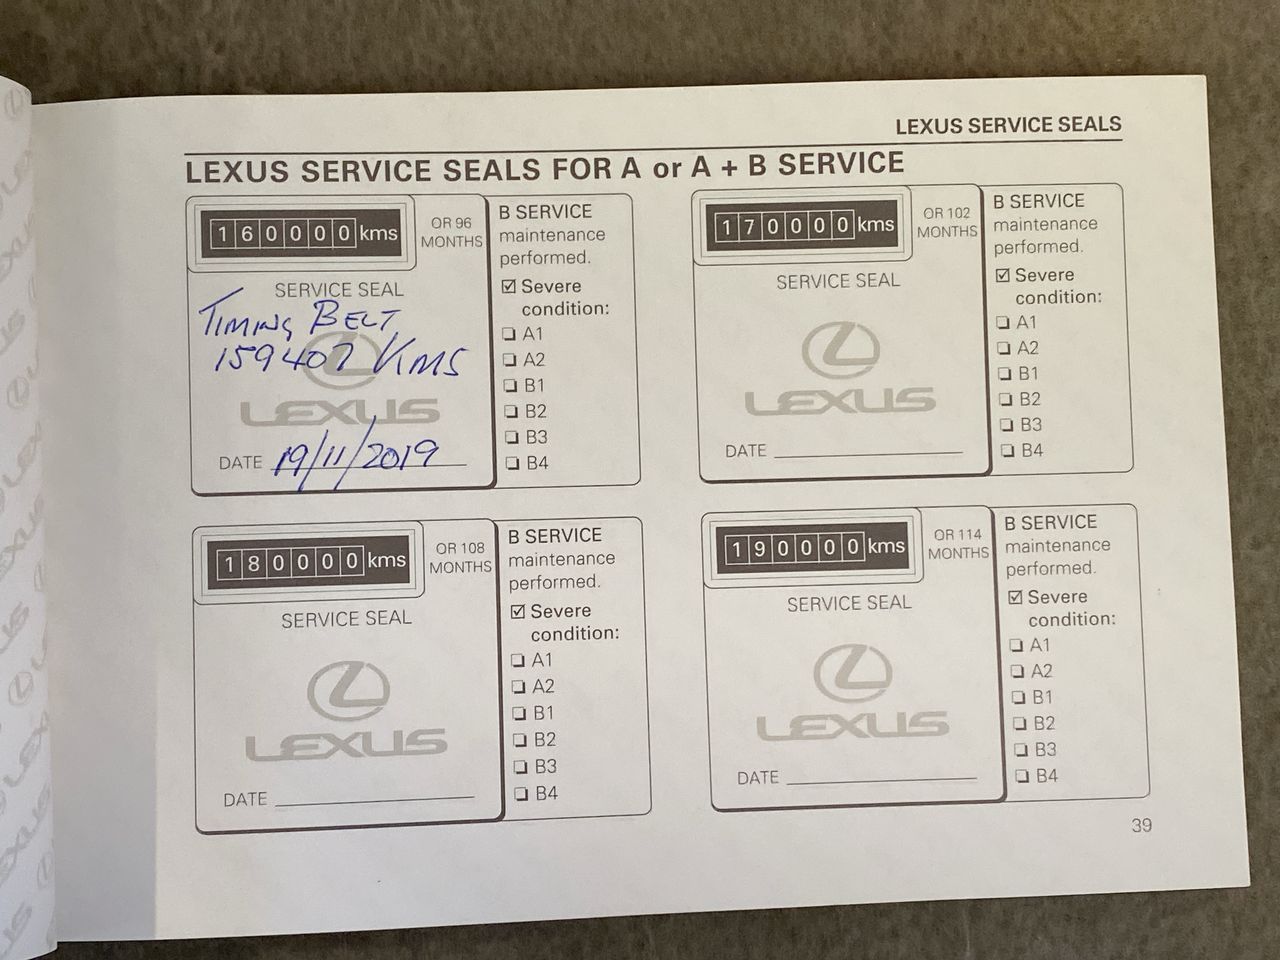 LEXUS SERVICE SEALS
LEXUS SERVICE SEALS FOR A or A + B SERVICE
160000 kms
OR 96
MONTHS
SERVICE SEAL
TIMING BELT
159407 KMS
LEXUS
DATE 19/11/2019
B SERVICE
maintenance
performed.
☑ Severe
condition:
❏ A1
❏ A2
❏ B1
❏ B2
❏ B3
❏ B4
170000 kms
OR 102
MONTHS
SERVICE SEAL
LEXUS
DATE
B SERVICE
maintenance
performed.
☑ Severe
condition:
❏ A1
❏ A2
❏ B1
❏ B2
❏ B3
❏ B4
180000 kms
OR 108
MONTHS
SERVICE SEAL
LEXUS
DATE
B SERVICE
maintenance
performed.
☑ Severe
condition:
❏ A1
❏ A2
❏ B1
❏ B2
❏ B3
❏ B4
190000 kms
OR 114
MONTHS
SERVICE SEAL
LEXUS
DATE
B SERVICE
maintenance
performed.
☑ Severe
condition:
❏ A1
❏ A2
❏ B1
❏ B2
❏ B3
❏ B4
39